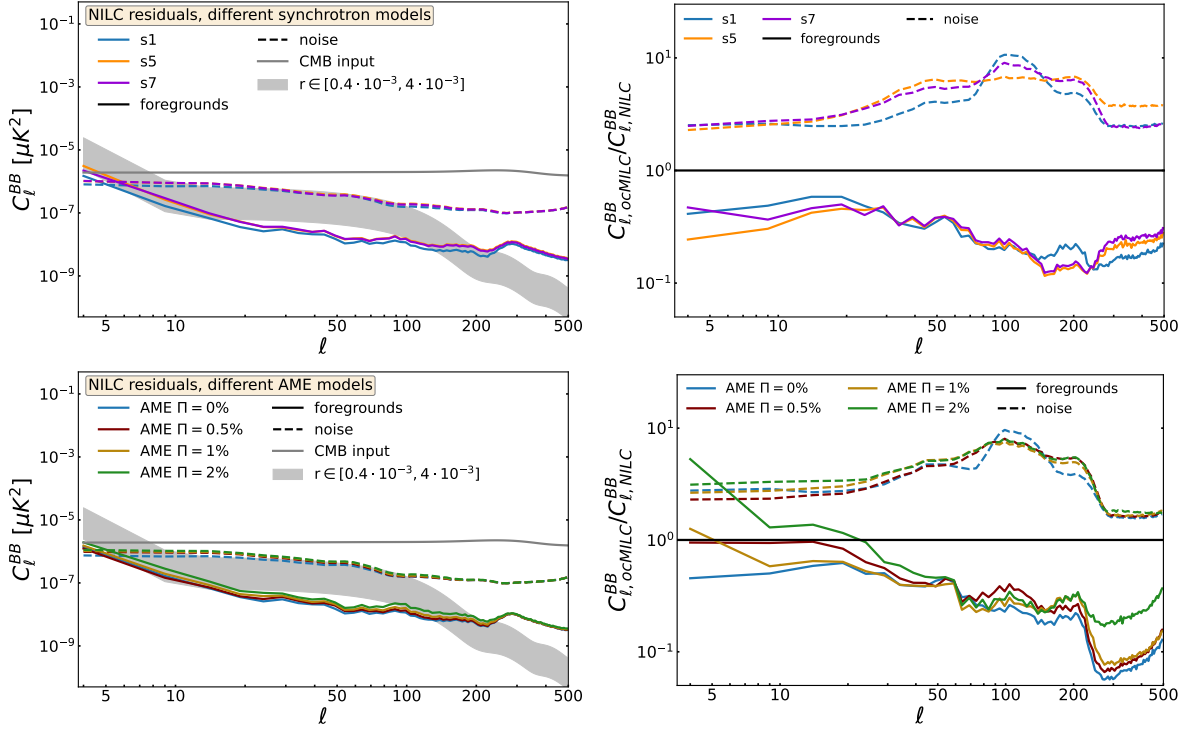 NILC residuals, different synchrotron models
s1
s5
s7
foregrounds
noise
CMB input
r ∈ [0.4 · 10⁻³, 4 · 10⁻³]
10⁻¹
10⁻³
10⁻⁵
10⁻⁷
10⁻⁹
C_ℓ^{BB} [μK²]
5 10 50 100 200 500
ℓ
s1
s5
s7
foregrounds
noise
10¹
10⁰
10⁻¹
C^{BB}_{ℓ, ocMILC}/C^{BB}_{ℓ, NILC}
5 10 50 100 200 500
ℓ
NILC residuals, different AME models
AME Π = 0%
AME Π = 0.5%
AME Π = 1%
AME Π = 2%
foregrounds
noise
CMB input
r ∈ [0.4 · 10⁻³, 4 · 10⁻³]
10⁻¹
10⁻³
10⁻⁵
10⁻⁷
10⁻⁹
C_ℓ^{BB} [μK²]
5 10 50 100 200 500
ℓ
AME Π = 0%
AME Π = 0.5%
AME Π = 1%
AME Π = 2%
foregrounds
noise
10¹
10⁰
10⁻¹
C^{BB}_{ℓ, ocMILC}/C^{BB}_{ℓ, NILC}
5 10 50 100 200 500
ℓ